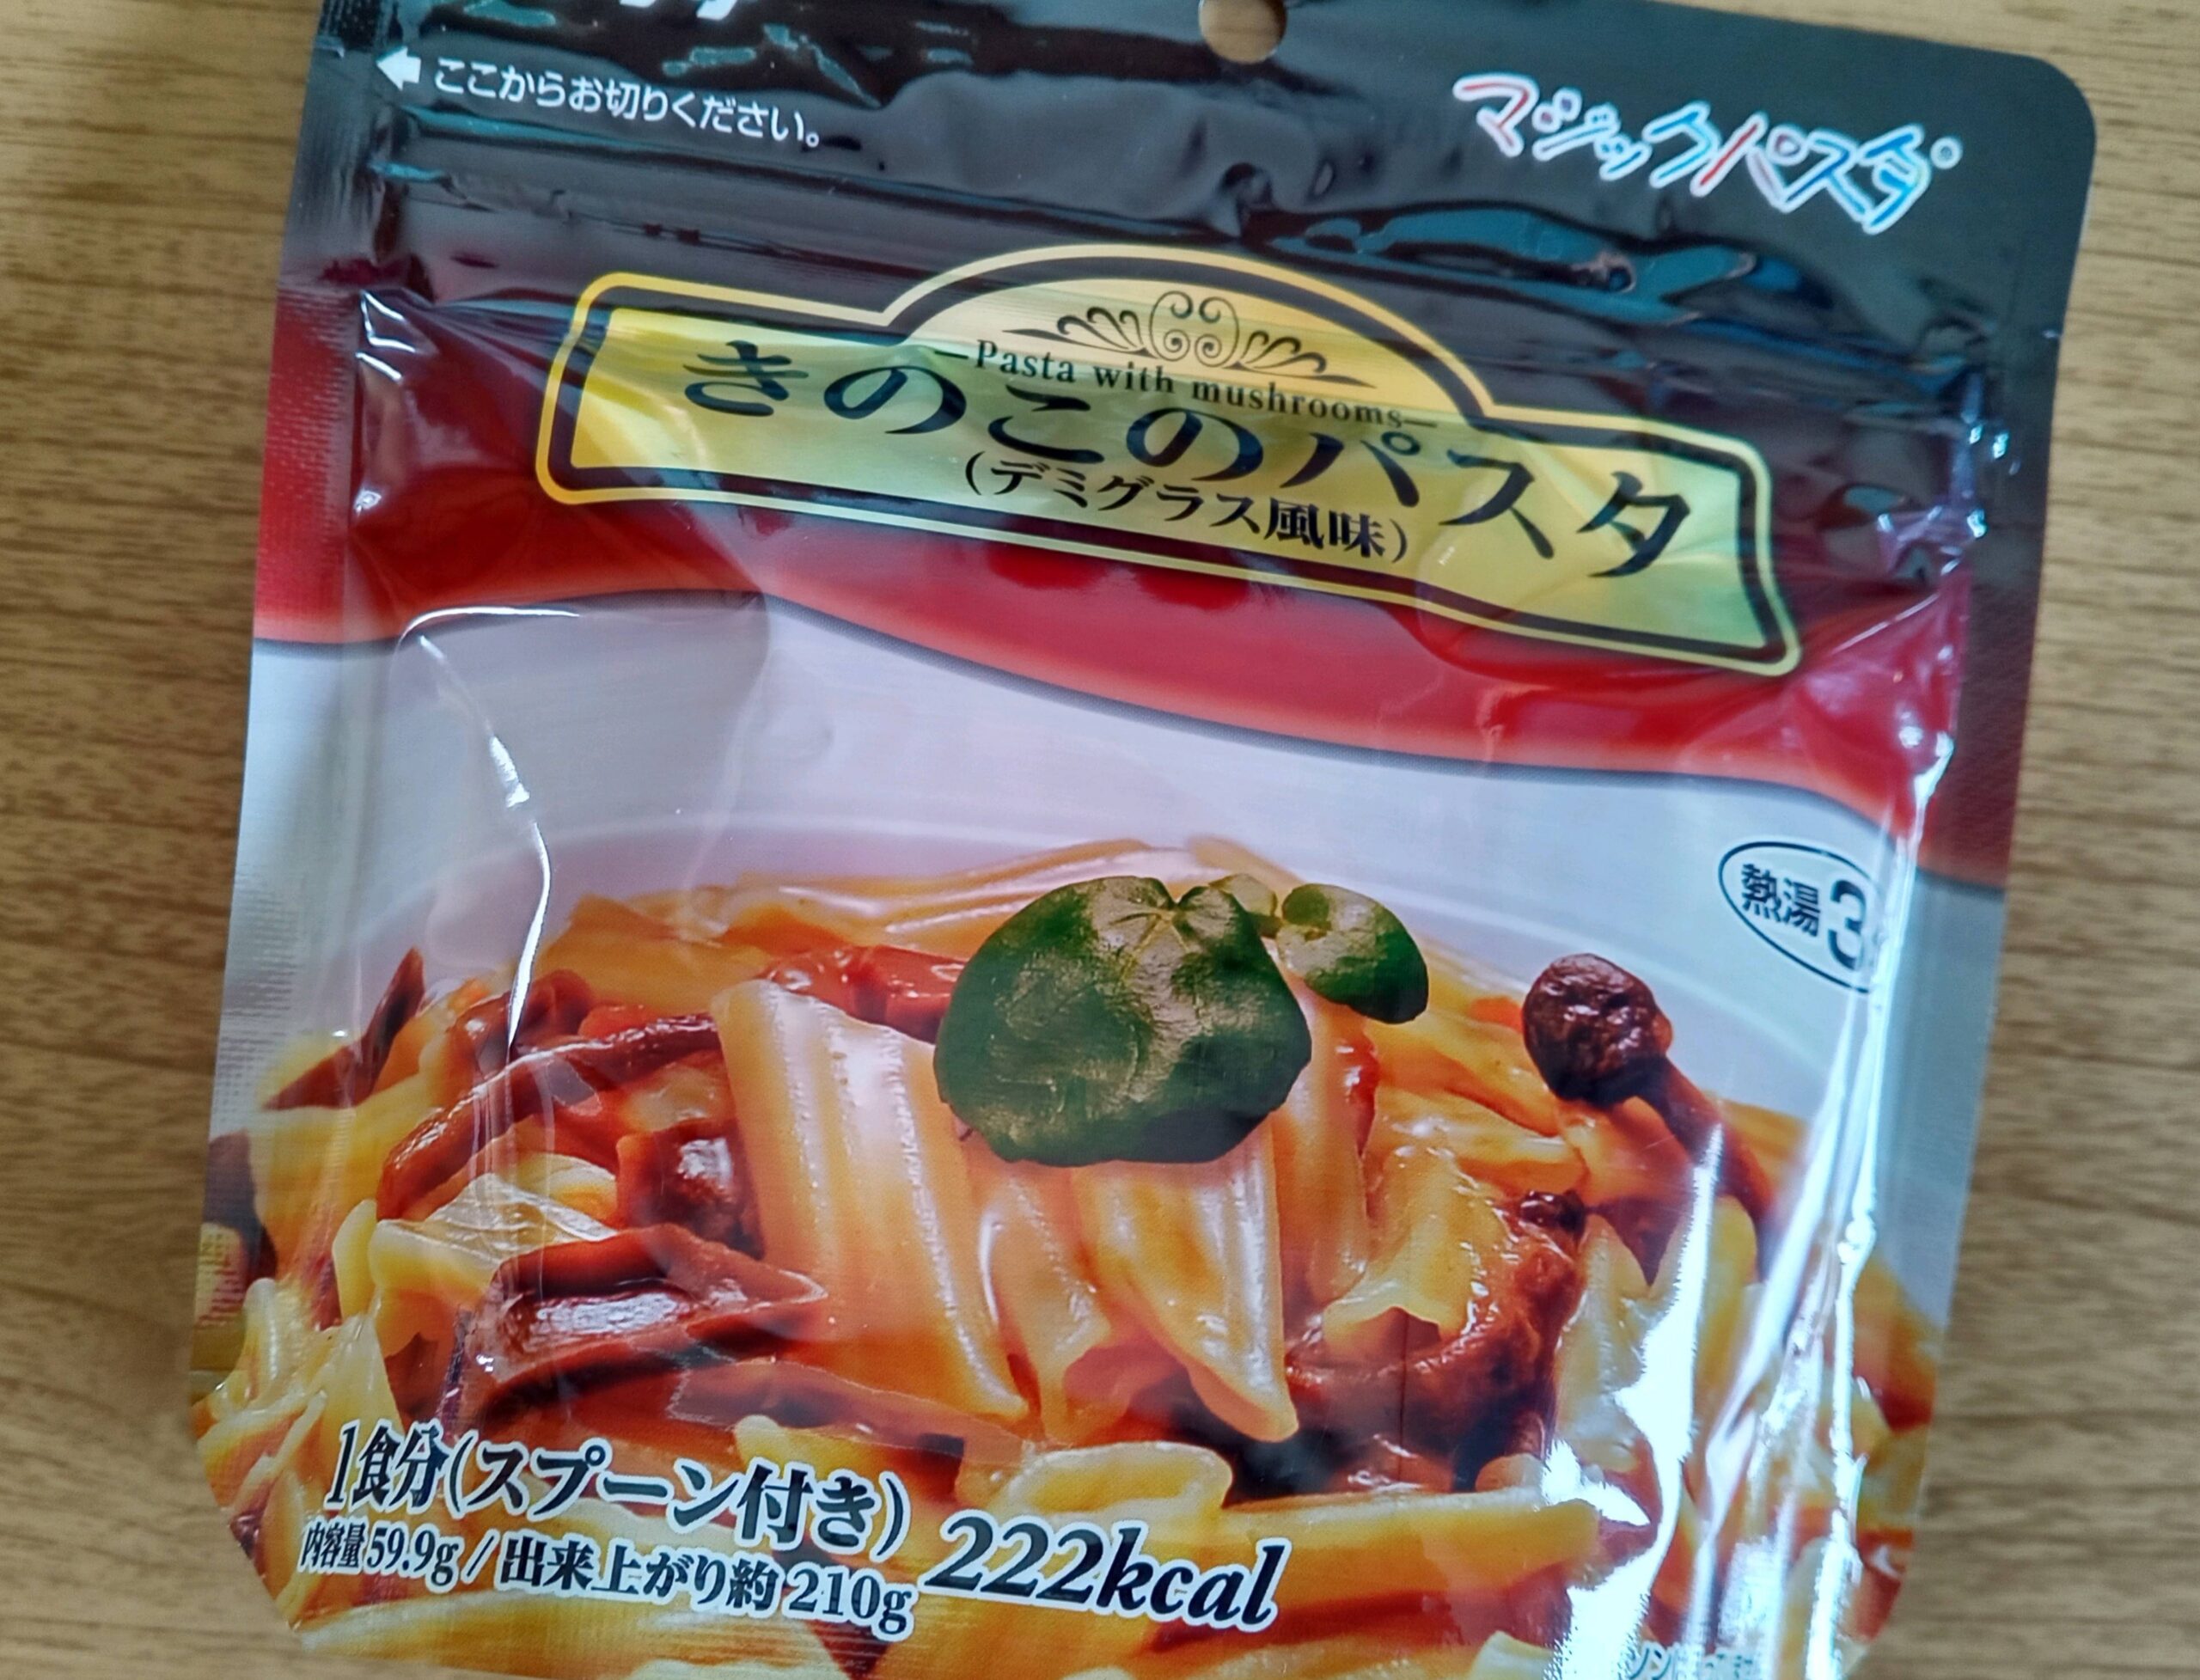 ここからお切りください。
マジックパスタ
Pasta with mushrooms
きのこのパスタ
(デミグラス風味)
熱湯3
1食分(スプーン付き)
222kcal
内容量59.9g/出来上がり約210g